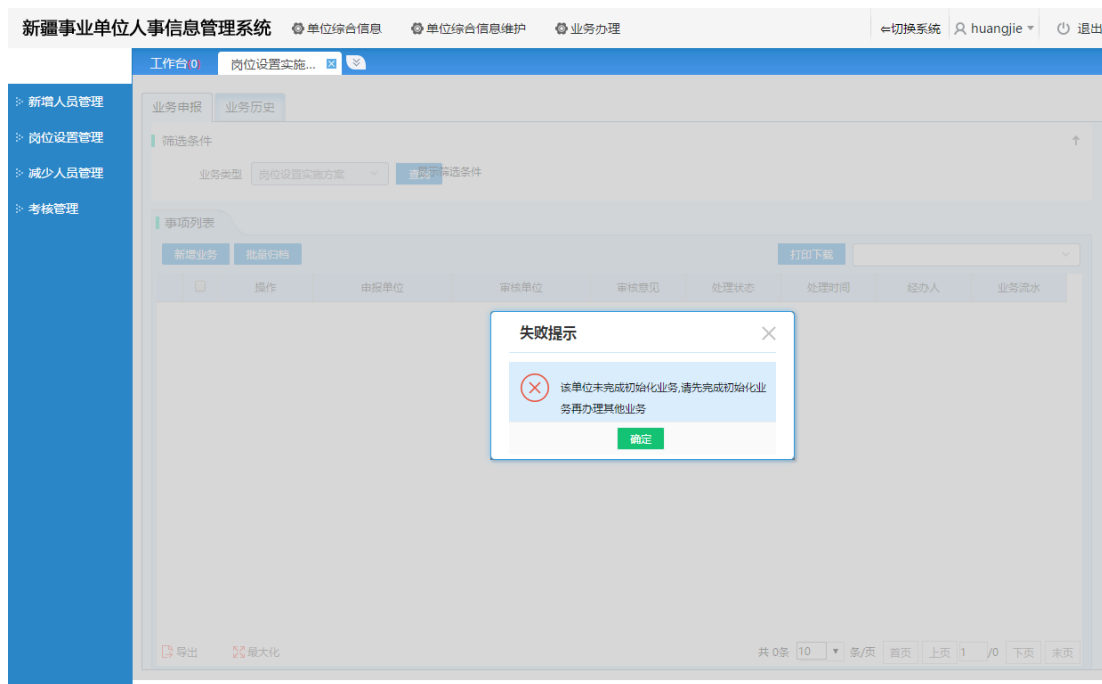 新疆事业单位人事信息管理系统 单位综合信息 单位综合信息维护 业务办理 ⇐切换系统 huangjie 退出
工作台(0) 岗位设置实施...
新增人员管理
岗位设置管理
减少人员管理
考核管理
业务申报 业务历史
筛选条件
业务类型 岗位设置实施方案 显示筛选条件
事项列表
新增业务 批量归档 打印下载
操作 申报单位 审核单位 审核意见 处理状态 处理时间 经办人 业务流水
失败提示
该单位未完成初始化业务,请先完成初始化业
务再办理其他业务
确定
导出 最大化 共 0条 10 条/页 首页 上页 1 /0 下页 末页